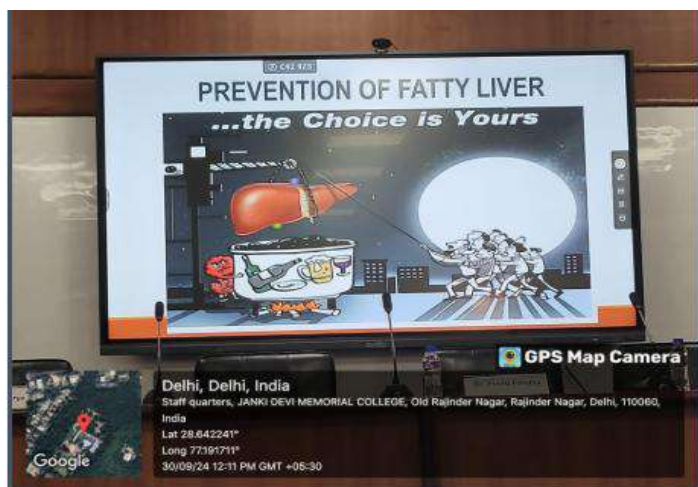 PREVENTION OF FATTY LIVER
...the Choice is Yours
GPS Map Camera
Delhi, Delhi, India
Staff quarters, JANKI DEVI MEMORIAL COLLEGE, Old Rajinder Nagar, Rajinder Nagar, Delhi, 110060,
India
Lat 28.642241°
Long 77.191711°
30/09/24 12:11 PM GMT +05:30
Google